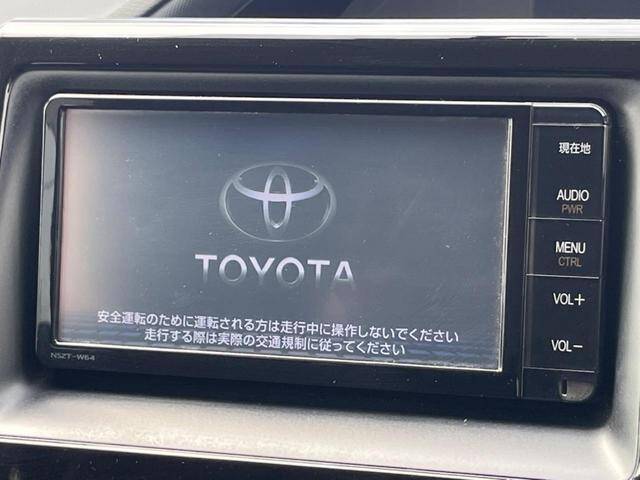 TOYOTA
安全運転のために運転される方は走行中に操作しないでください
走行する際は実際の交通規制に従ってください
NSZT-W64
現在地
AUDIO
PWR
MENU
CTRL
VOL+
VOL-